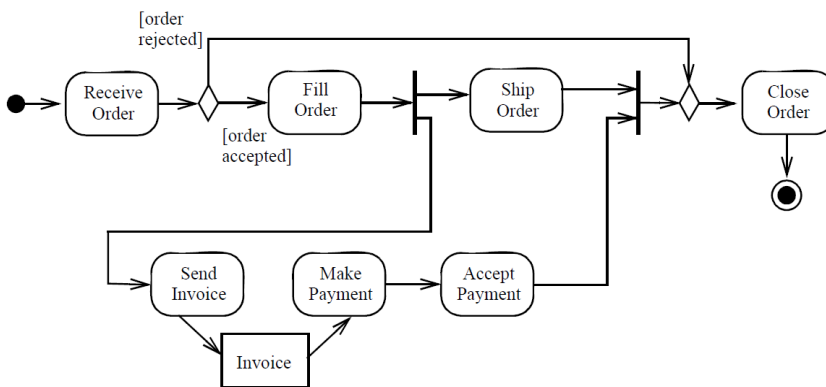 [order
rejected]
Receive
Order
Fill
Order
Ship
Order
Close
Order
[order
accepted]
Send
Invoice
Make
Payment
Accept
Payment
Invoice